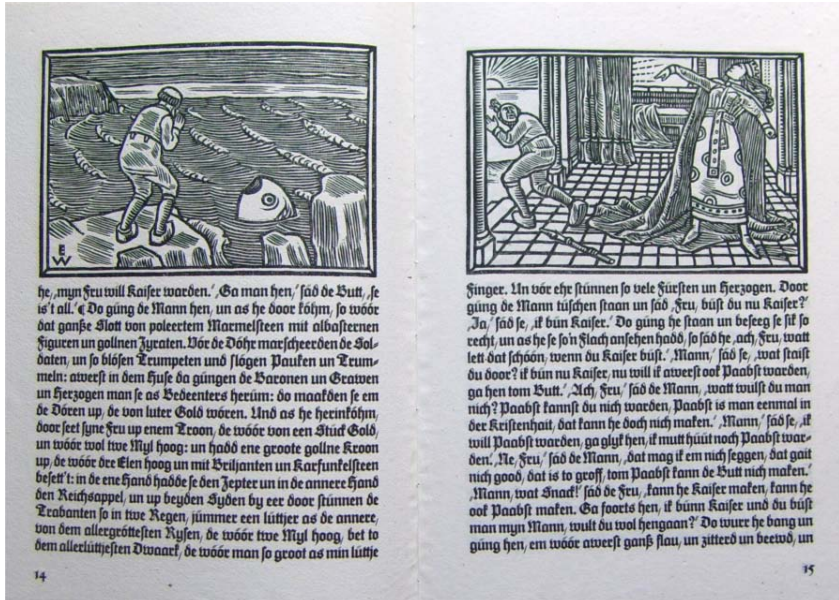 E
W
he, „myn Fru will Kaiser warden.‘ ‚Ga man hen,‘ säd de Butt, ‚se
is't all.‘ ¶ Do güng de Mann hen, un as he door köhm, so wöör
dat ganße Slott von poleertem Marmelsteen mit albasternen
Figuren un gollnen Zyraten. Vör de Döhr marscheerden de Sol-
daten, un so blösen Trumpeten und slögen Pauken un Trum-
meln: awerst in dem Huse da güngen de Baronen un Grawen
un Herzogen man se as Bedeenters herüm: do maakden se em
de Dören up, de von luter Gold wören. Und as he herinköhm,
door seet syne Fru up enem Troon, de wöör von een Stück Gold,
un wöör wol twe Myl hoog: un hadd ene groote gollne Kroon
up, de wöör dre Elen hoog un mit Briljanten un Karfunkelsteen
besett't: in de ene Hand hadde se den Zepter un in de annere Hand
den Reichsappel, un up beyden Syden by eer door stünnen de
Trabanten so in twe Regen, jümmer een lüttjer as de annere,
von dem allergröttesten Rysen, de wöör twe Myl hoog, bet to
dem allerlüttjesten Dwaark, de wöör man so groot as min lüttje
14
Finger. Un vör ehr stünnen so vele Fürsten un Herzogen. Door
güng de Mann tüschen staan un säd ‚Fru, büst du nu Kaiser?‘
‚Ja,‘ säd se, ‚ik bün Kaiser.‘ Do güng he staan un beseeg se sik so
recht, un as he se so'n Flach ansehen hadd, so säd he ‚ach, Fru, watt
lett dat schöön, wenn du Kaiser büst.‘ ‚Mann,‘ säd se, ‚wat staist
du door? ik bün nu Kaiser, nu will ik awerst ook Paabst warden,
ga hen tom Butt.‘ ‚Ach, Fru,‘ säd de Mann, ‚watt wulst du man
nich? Paabst kannst du nich warden, Paabst is man eenmal in
der Kristenhait, dat kann he doch nich maken.‘ ‚Mann,‘ säd se, ‚ik
will Paabst warden, ga glyk hen, ik mutt hüüt noch Paabst war-
den.‘ ‚Ne, Fru,‘ säd de Mann, ‚dat mag ik em nich seggen, dat gait
nich good, dat is to groff, tom Paabst kann de Butt nich maken.‘
‚Mann, wat Snack!‘ säd de Fru, ‚kann he Kaiser maken, kann he
ook Paabst maken. Ga foorts hen, ik bünn Kaiser und du büst
man myn Mann, wult du wol hengaan?‘ Do wurr he bang un
güng hen, em wöör awerst ganß flau, un zitterd un beewd, un
15